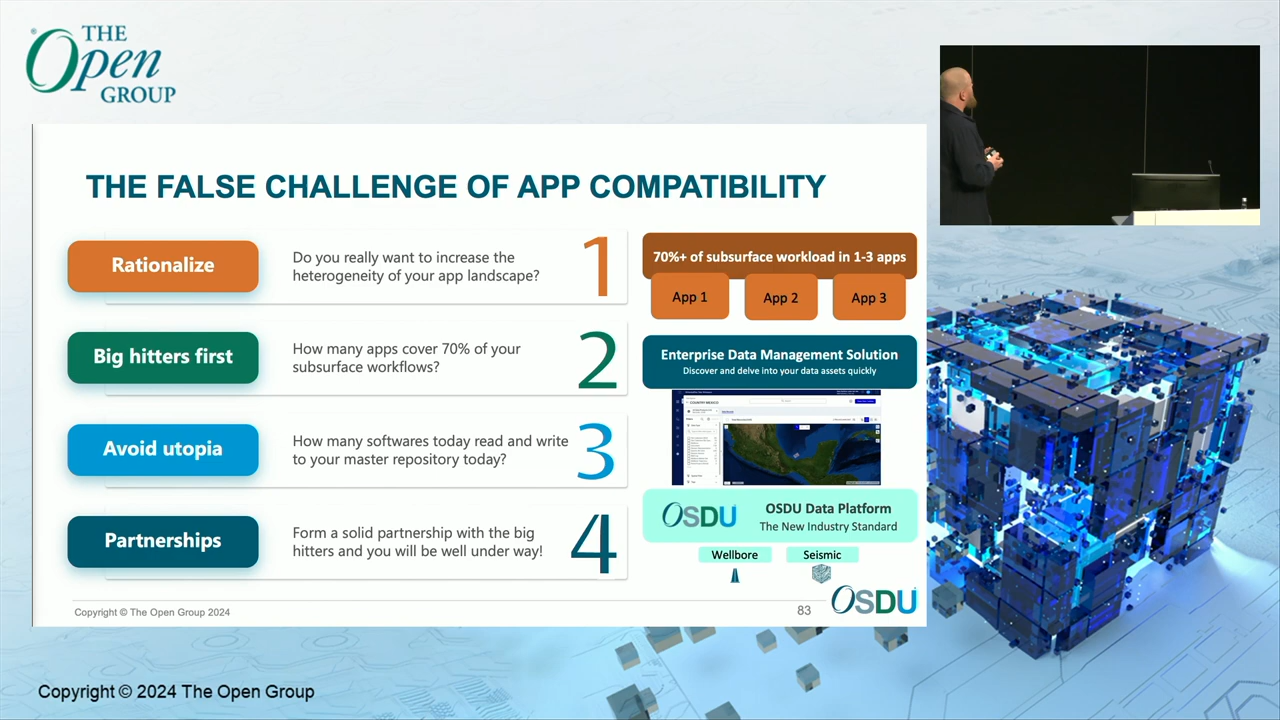 THE
Open
GROUP
THE FALSE CHALLENGE OF APP COMPATIBILITY
Rationalize
Do you really want to increase the
heterogeneity of your app landscape?
1
Big hitters first
How many apps cover 70% of your
subsurface workflows?
2
Avoid utopia
How many softwares today read and write
to your master repository today?
3
Partnerships
Form a solid partnership with the big
hitters and you will be well under way!
4
70%+ of subsurface workload in 1-3 apps
App 1
App 2
App 3
Enterprise Data Management Solution
Discover and delve into your data assets quickly
OSDU
OSDU Data Platform
The New Industry Standard
Wellbore
Seismic
Copyright © The Open Group 2024
83
OSDU
Copyright © 2024 The Open Group